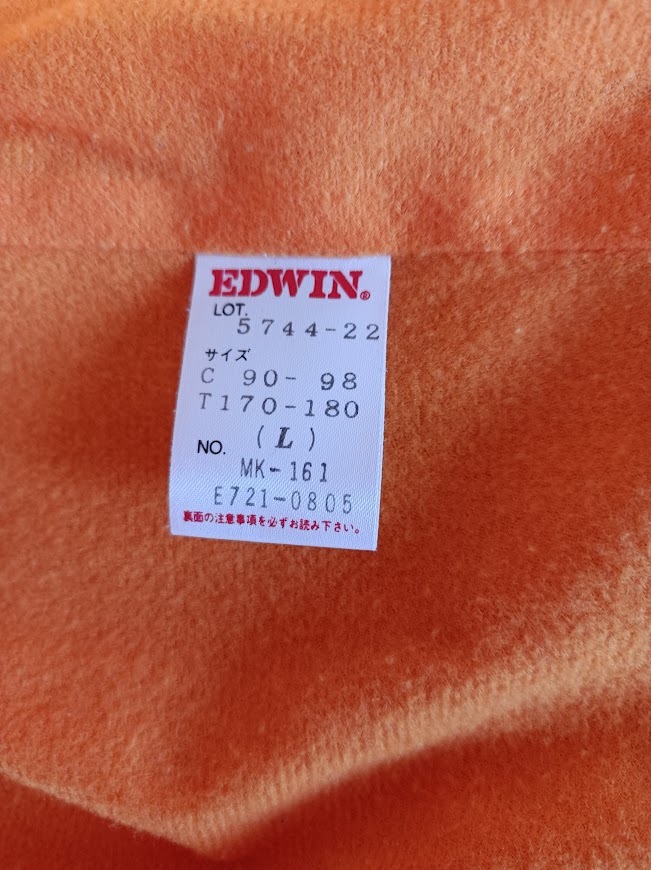 EDWIN®
LOT.
5744-22
サイズ
C 90- 98
T170-180
(L)
NO.
MK-161
E721-0805
裏面の注意事項を必ずお読み下さい。